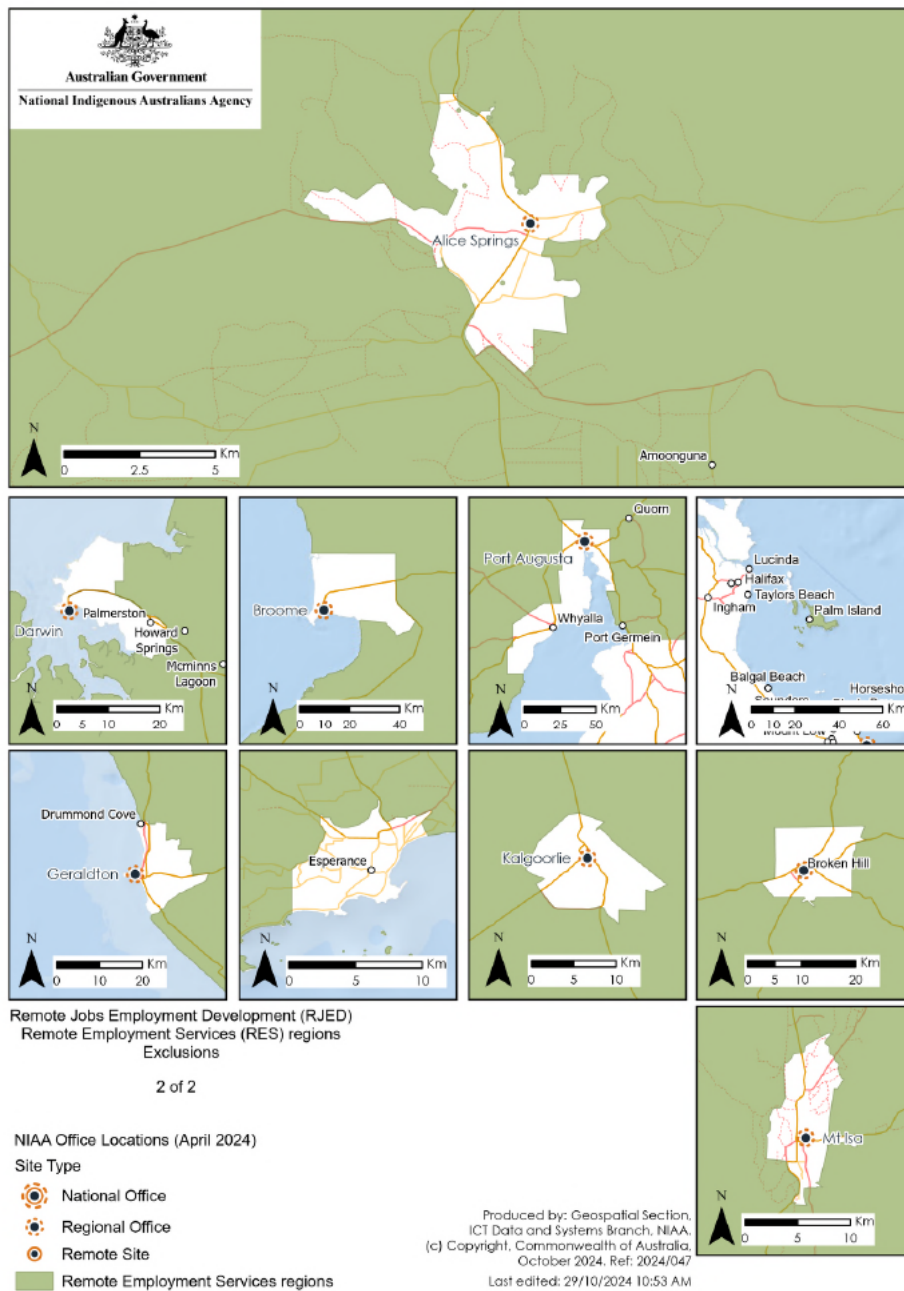 Australian Government
National Indigenous Australians Agency
Alice Springs
Amoonguna
N
Km
0 2.5 5
Darwin
Palmerston
Howard
Springs
Mcminns
Lagoon
N
Km
0 5 10 20
Broome
N
Km
0 10 20 40
Quorn
Port Augusta
Whyalla
Port Germein
N
Km
0 20 50
Lucinda
Halifax
Taylors Beach
Ingham
Palm Island
Balgal Beach
Horsesho
N
Km
0 10 20 40 60
Drummond Cove
Geraldton
N
Km
0 10 20
Esperance
N
Km
0 5 10
Kalgoorlie
N
Km
0 5 10
Broken Hill
N
Km
0 5 10 20
Remote Jobs Employment Development (RJED)
Remote Employment Services (RES) regions
Exclusions
2 of 2
Mt Isa
N
Km
0 5 10
NIAA Office Locations (April 2024)
Site Type
National Office
Regional Office
Remote Site
Remote Employment Services regions
Produced by: Geospatial Section,
ICT Data and Systems Branch, NIAA.
(c) Copyright, Commonwealth of Australia,
October 2024. Ref: 2024/047
Last edited: 29/10/2024 10:53 AM